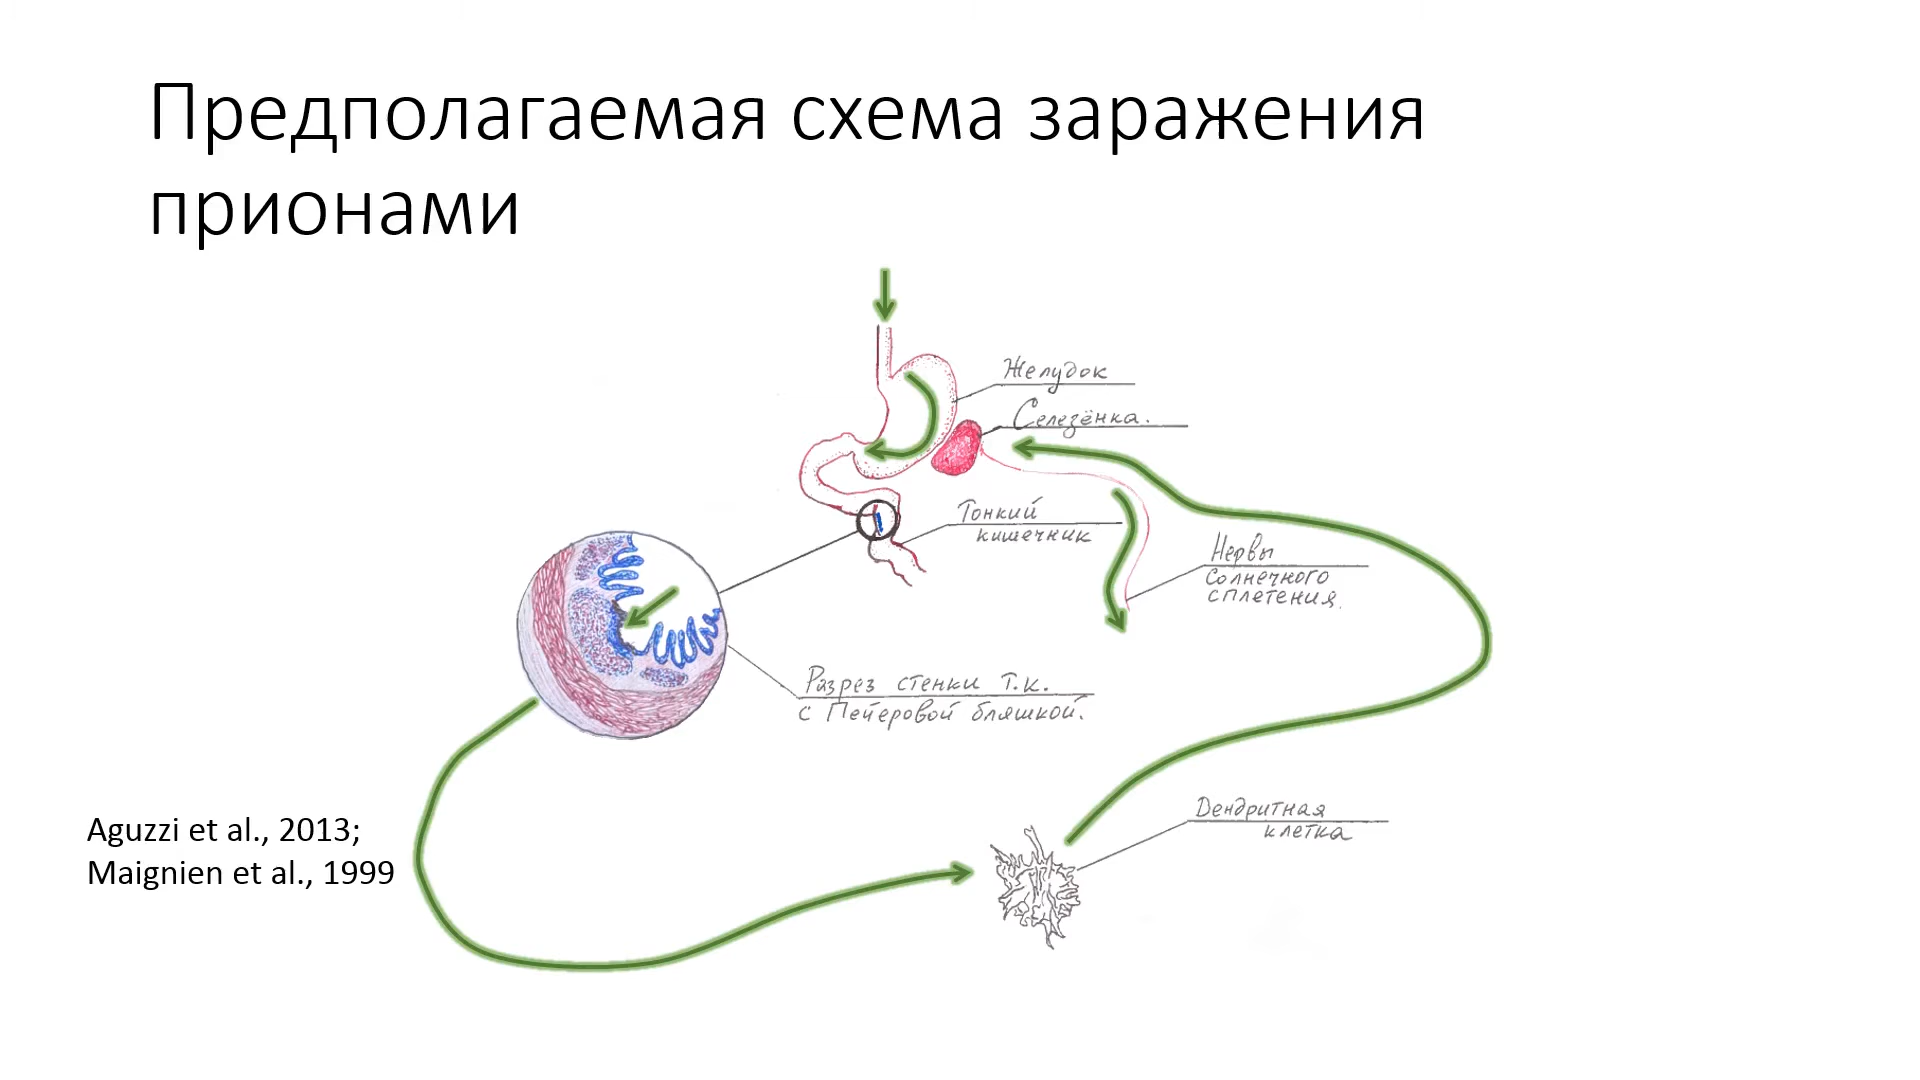 Предполагаемая схема заражения
прионами
Желудок
Селезёнка.
Тонкий
кишечник
Нервы
Солнечного
сплетения.
Разрез стенки т.к.
с Пейеровой бляшкой.
Дендритная
клетка
Aguzzi et al., 2013;
Maignien et al., 1999